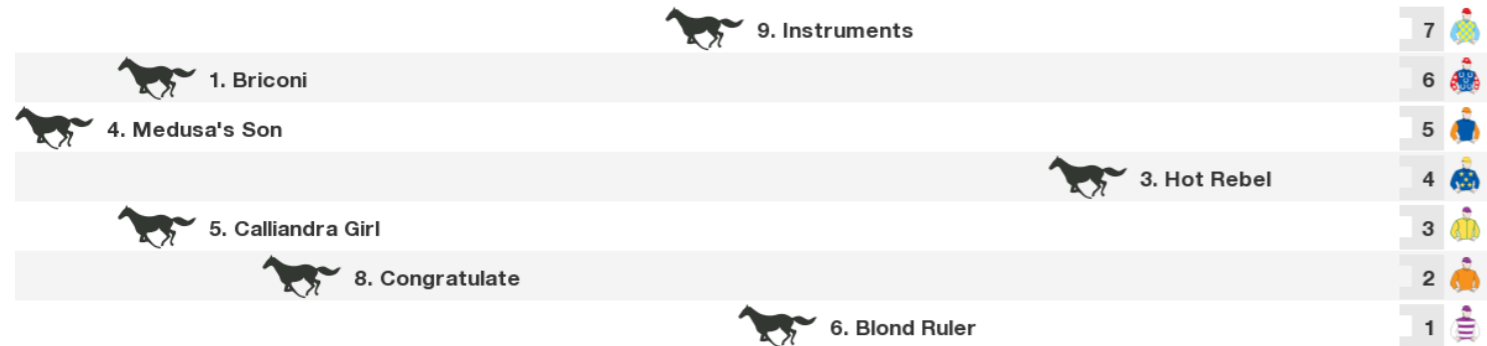 9. Instruments 7
1. Briconi 6
4. Medusa's Son 5
3. Hot Rebel 4
5. Calliandra Girl 3
8. Congratulate 2
6. Blond Ruler 1